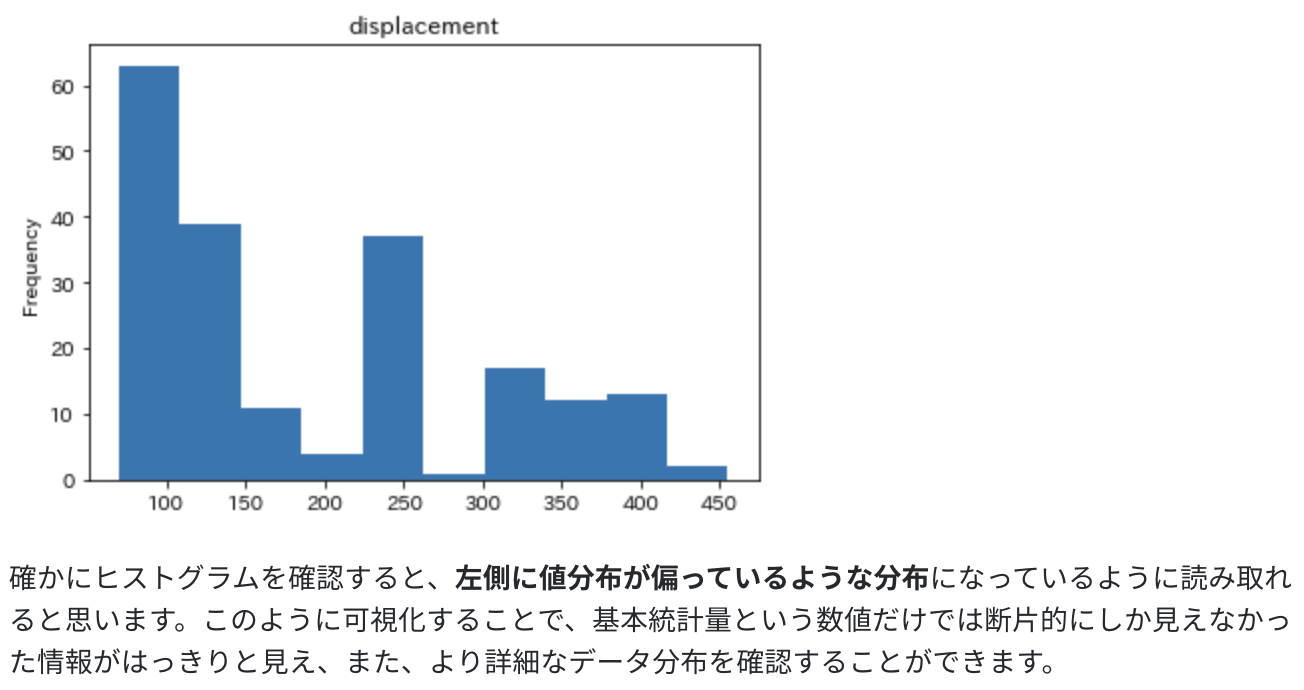 displacement
Frequency
60
50
40
30
20
10
0
100 150 200 250 300 350 400 450
確かにヒストグラムを確認すると、左側に値分布が偏っているような分布になっているように読み取れ
ると思います。このように可視化することで、基本統計量という数値だけでは断片的にしか見えなかっ
た情報がはっきりと見え、また、より詳細なデータ分布を確認することができます。